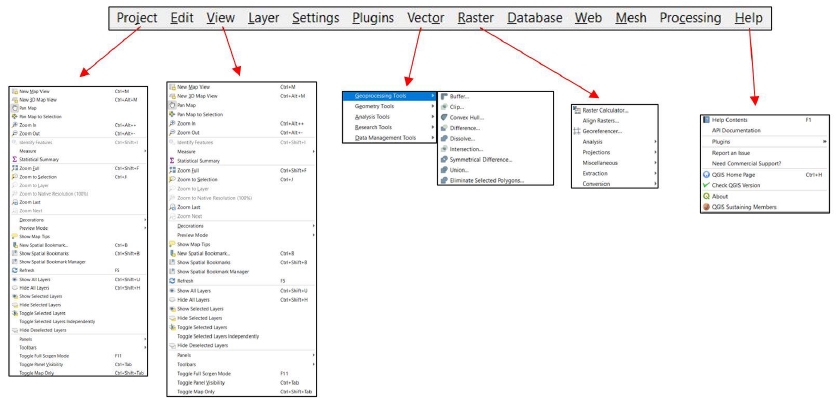 Project Edit View Layer Settings Plugins Vector Raster Database Web Mesh Processing Help
New Map View Ctrl+M
New 3D Map View Ctrl+Alt+M
Pan Map
Pan Map to Selection
Zoom In Ctrl+Alt++
Zoom Out Ctrl+Alt+-
Identify Features Ctrl+Shift+I
Measure
Statistical Summary
Zoom Full Ctrl+Shift+F
Zoom to Selection Ctrl+J
Zoom to Layer
Zoom to Native Resolution (100%)
Zoom Last
Zoom Next
Decorations
Preview Mode
Show Map Tips
New Spatial Bookmark... Ctrl+B
Show Spatial Bookmarks Ctrl+Shift+B
Show Spatial Bookmark Manager
Refresh F5
Show All Layers Ctrl+Shift+U
Hide All Layers Ctrl+Shift+H
Show Selected Layers
Hide Selected Layers
Toggle Selected Layers
Toggle Selected Layers Independently
Hide Deselected Layers
Panels
Toolbars
Toggle Full Screen Mode F11
Toggle Panel Visibility Ctrl+Tab
Toggle Map Only Ctrl+Shift+Tab
New Map View Ctrl+M
New 3D Map View Ctrl+Alt+M
Pan Map
Pan Map to Selection
Zoom In Ctrl+Alt++
Zoom Out Ctrl+Alt+-
Identify Features Ctrl+Shift+I
Measure
Statistical Summary
Zoom Full Ctrl+Shift+F
Zoom to Selection Ctrl+J
Zoom to Layer
Zoom to Native Resolution (100%)
Zoom Last
Zoom Next
Decorations
Preview Mode
Show Map Tips
New Spatial Bookmark... Ctrl+B
Show Spatial Bookmarks Ctrl+Shift+B
Show Spatial Bookmark Manager
Refresh F5
Show All Layers Ctrl+Shift+U
Hide All Layers Ctrl+Shift+H
Show Selected Layers
Hide Selected Layers
Toggle Selected Layers
Toggle Selected Layers Independently
Hide Deselected Layers
Panels
Toolbars
Toggle Full Screen Mode F11
Toggle Panel Visibility Ctrl+Tab
Toggle Map Only Ctrl+Shift+Tab
Geoprocessing Tools
Geometry Tools
Analysis Tools
Research Tools
Data Management Tools
Buffer...
Clip...
Convex Hull...
Difference...
Dissolve...
Intersection...
Symmetrical Difference...
Union...
Eliminate Selected Polygons...
Raster Calculator...
Align Rasters...
Georeferencer...
Analysis
Projections
Miscellaneous
Extraction
Conversion
Help Contents F1
API Documentation
Plugins
Report an Issue
Need Commercial Support?
QGIS Home Page Ctrl+H
Check QGIS Version
About
QGIS Sustaining Members